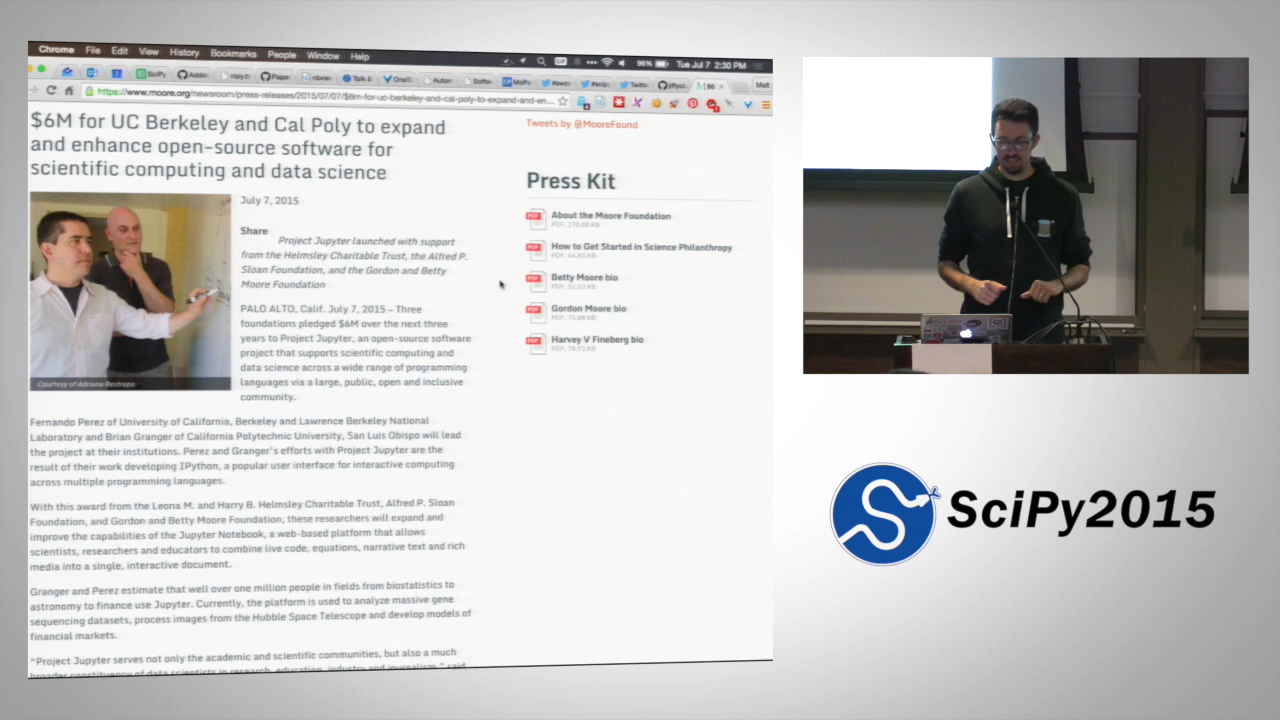 Chrome File Edit View History Bookmarks People Window Help
96% Tue Jul 7 2:30 PM
SciPy
Talk &
Matt
https://www.moore.org/newsroom/press-releases/2015/07/07/$6m-for-uc-berkeley-and-cal-poly-to-expand-and-en...
$6M for UC Berkeley and Cal Poly to expand
and enhance open-source software for
scientific computing and data science
July 7, 2015
Share
Project Jupyter launched with support
from the Helmsley Charitable Trust, the Alfred P.
Sloan Foundation, and the Gordon and Betty
Moore Foundation
PALO ALTO, Calif. July 7, 2015 – Three
foundations pledged $6M over the next three
years to Project Jupyter, an open-source software
project that supports scientific computing and
data science across a wide range of programming
languages via a large, public, open and inclusive
community.
Courtesy of Adriana Restrepo
Fernando Perez of University of California, Berkeley and Lawrence Berkeley National
Laboratory and Brian Granger of California Polytechnic University, San Luis Obispo will lead
the project at their institutions. Perez and Granger's efforts with Project Jupyter are the
result of their work developing IPython, a popular user interface for interactive computing
across multiple programming languages.
With this award from the Leona M. and Harry B. Helmsley Charitable Trust, Alfred P. Sloan
Foundation, and Gordon and Betty Moore Foundation, these researchers will expand and
improve the capabilities of the Jupyter Notebook, a web-based platform that allows
scientists, researchers and educators to combine live code, equations, narrative text and rich
media into a single, interactive document.
Granger and Perez estimate that well over one million people in fields from biostatistics to
astronomy to finance use Jupyter. Currently, the platform is used to analyze massive gene
sequencing datasets, process images from the Hubble Space Telescope and develop models of
financial markets.
"Project Jupyter serves not only the academic and scientific communities, but also a much
broader constituency of data scientists in research, education, industry and journalism," said
Tweets by @MooreFound
Press Kit
About the Moore Foundation
How to Get Started in Science Philanthropy
Betty Moore bio
Gordon Moore bio
Harvey V Fineberg bio
SciPy2015